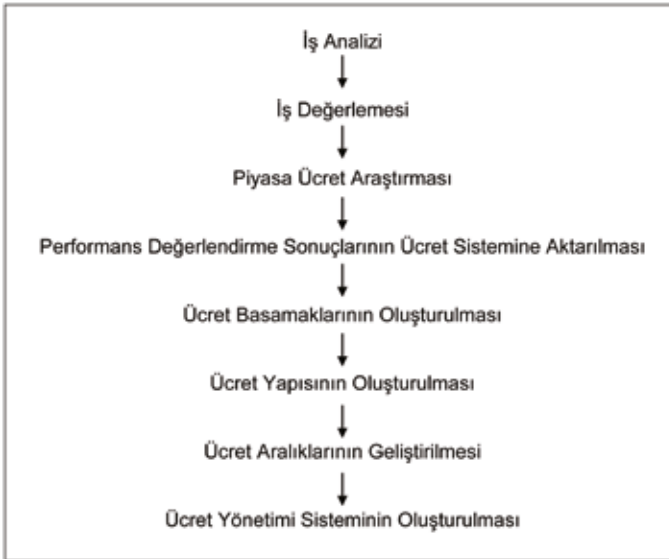 İş Analizi
İş Değerlemesi
Piyasa Ücret Araştırması
Performans Değerlendirme Sonuçlarının Ücret Sistemine Aktarılması
Ücret Basamaklarının Oluşturulması
Ücret Yapısının Oluşturulması
Ücret Aralıklarının Geliştirilmesi
Ücret Yönetimi Sisteminin Oluşturulması